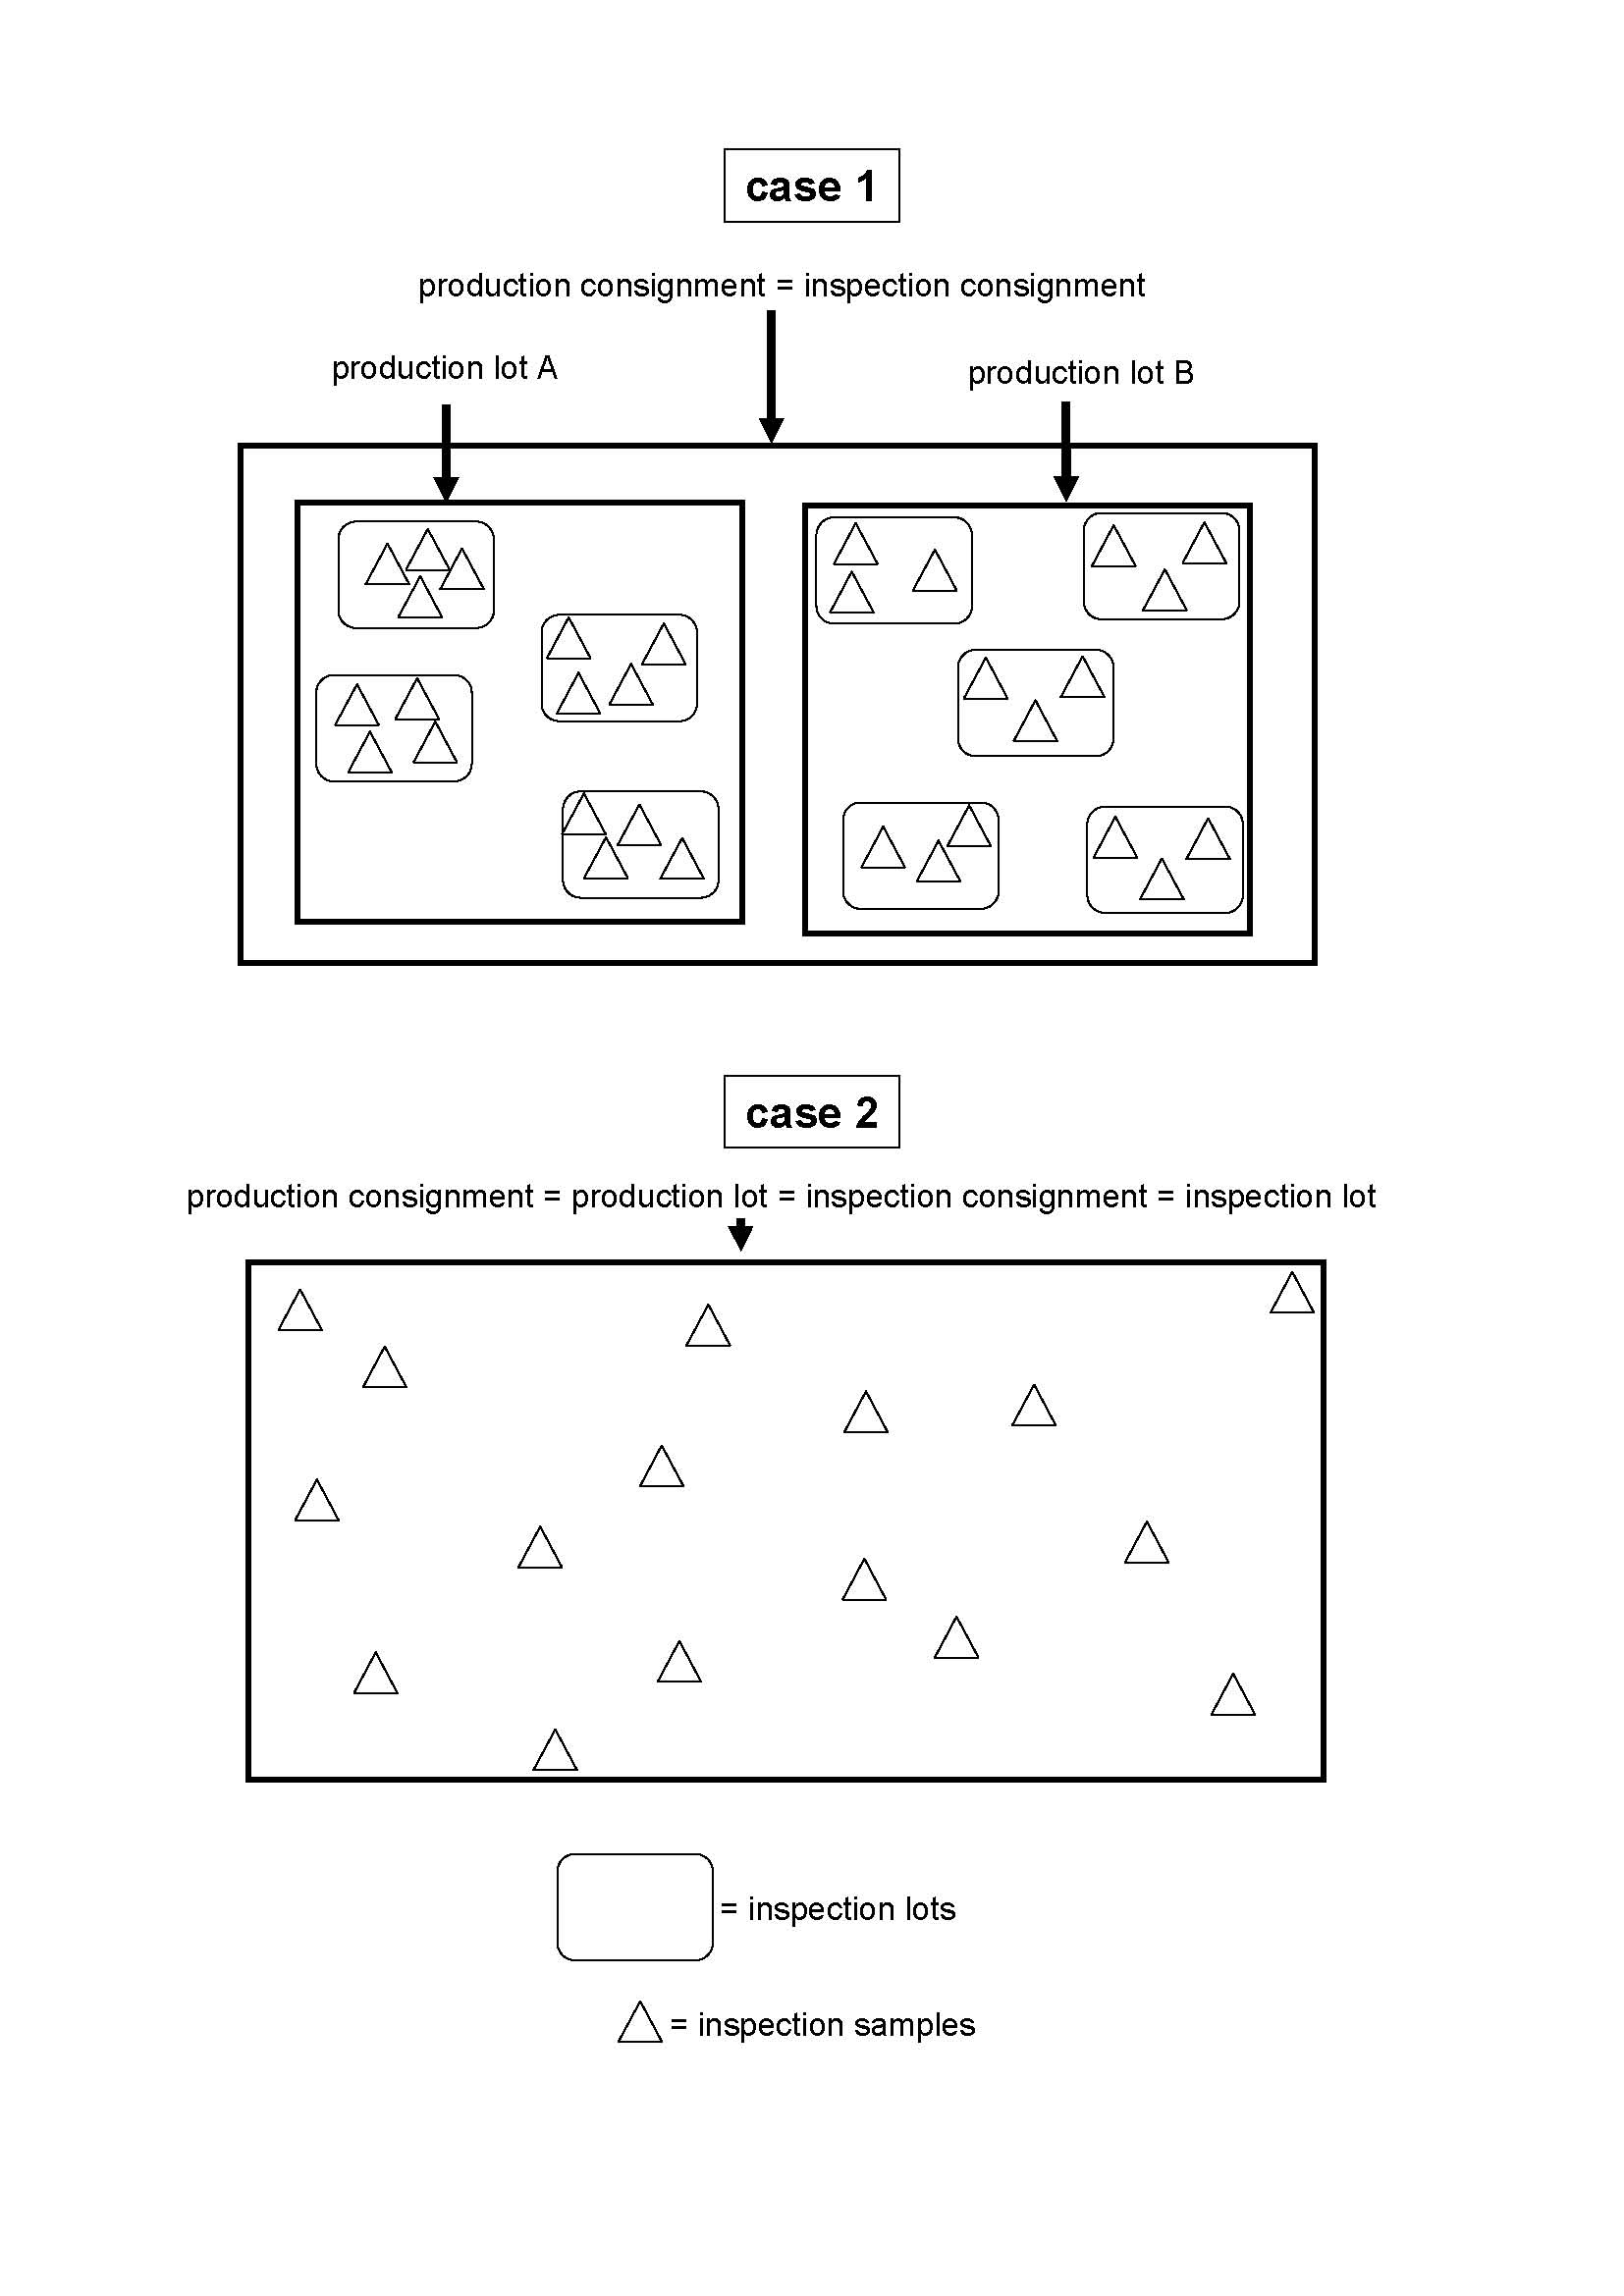 case 1
production consignment = inspection consignment
production lot A
production lot B
case 2
production consignment = production lot = inspection consignment = inspection lot
= inspection lots
= inspection samples